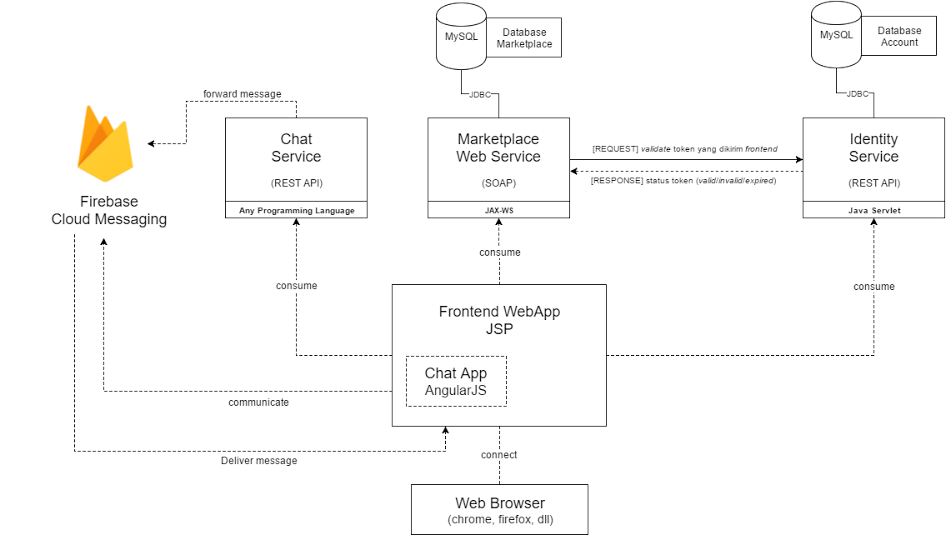 MySQL
Database
Marketplace
MySQL
Database
Account
JDBC
JDBC
forward message
Chat
Service
(REST API)
Any Programming Language
Marketplace
Web Service
(SOAP)
JAX-WS
[REQUEST] validate token yang dikirim frontend
[RESPONSE] status token (valid/invalid/expired)
Identity
Service
(REST API)
Java Servlet
Firebase
Cloud Messaging
consume
consume
consume
Frontend WebApp
JSP
Chat App
AngularJS
communicate
Deliver message
connect
Web Browser
(chrome, firefox, dll)